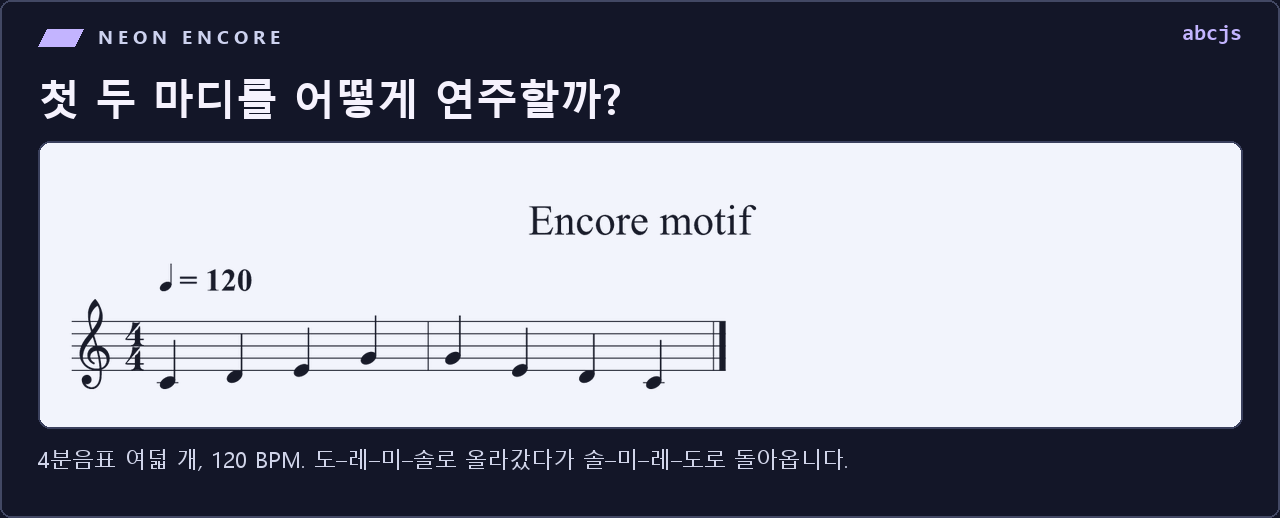 NEON ENCORE
abcjs
첫 두 마디를 어떻게 연주할까?
Encore motif
♩ = 120
4
4
4분음표 여덟 개, 120 BPM. 도–레–미–솔로 올라갔다가 솔–미–레–도로 돌아옵니다.